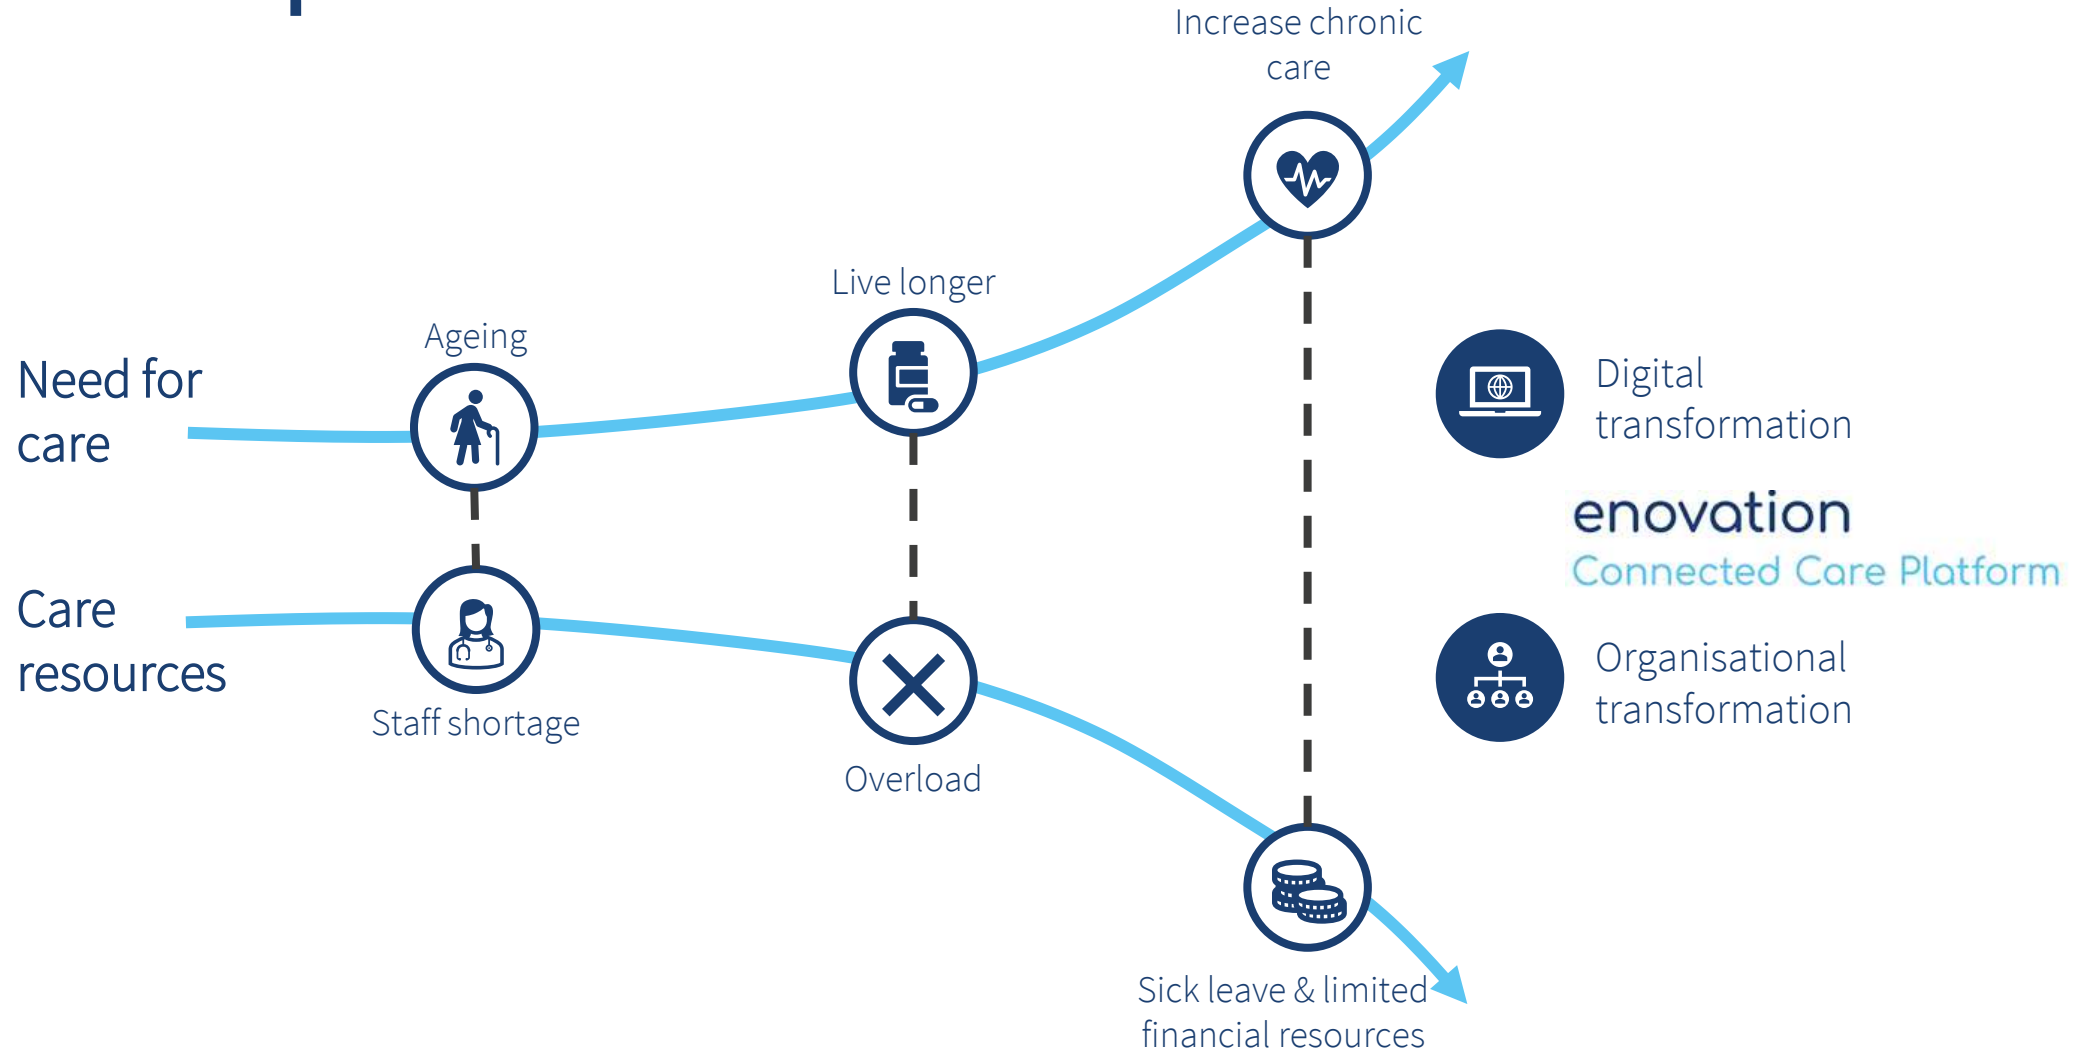 Increase chronic
care
Live longer
Ageing
Need for
care
Digital
transformation
enovation
Connected Care Platform
Care
resources
Organisational
transformation
Staff shortage
Overload
Sick leave & limited
financial resources